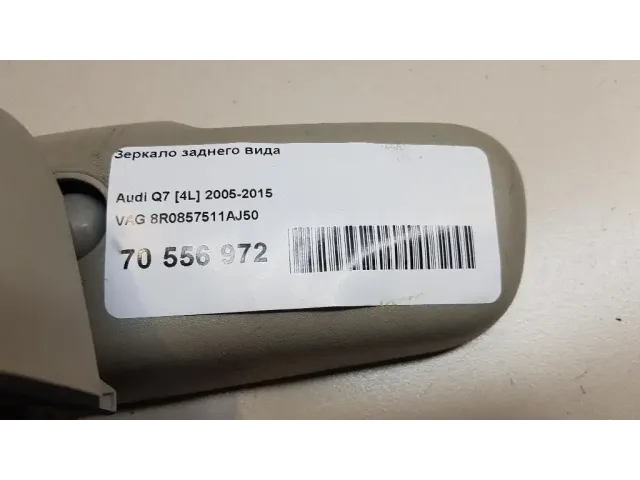 Зеркало заднего вида
Audi Q7 [4L] 2005-2015
VAG 8R0857511AJ50
70 556 972